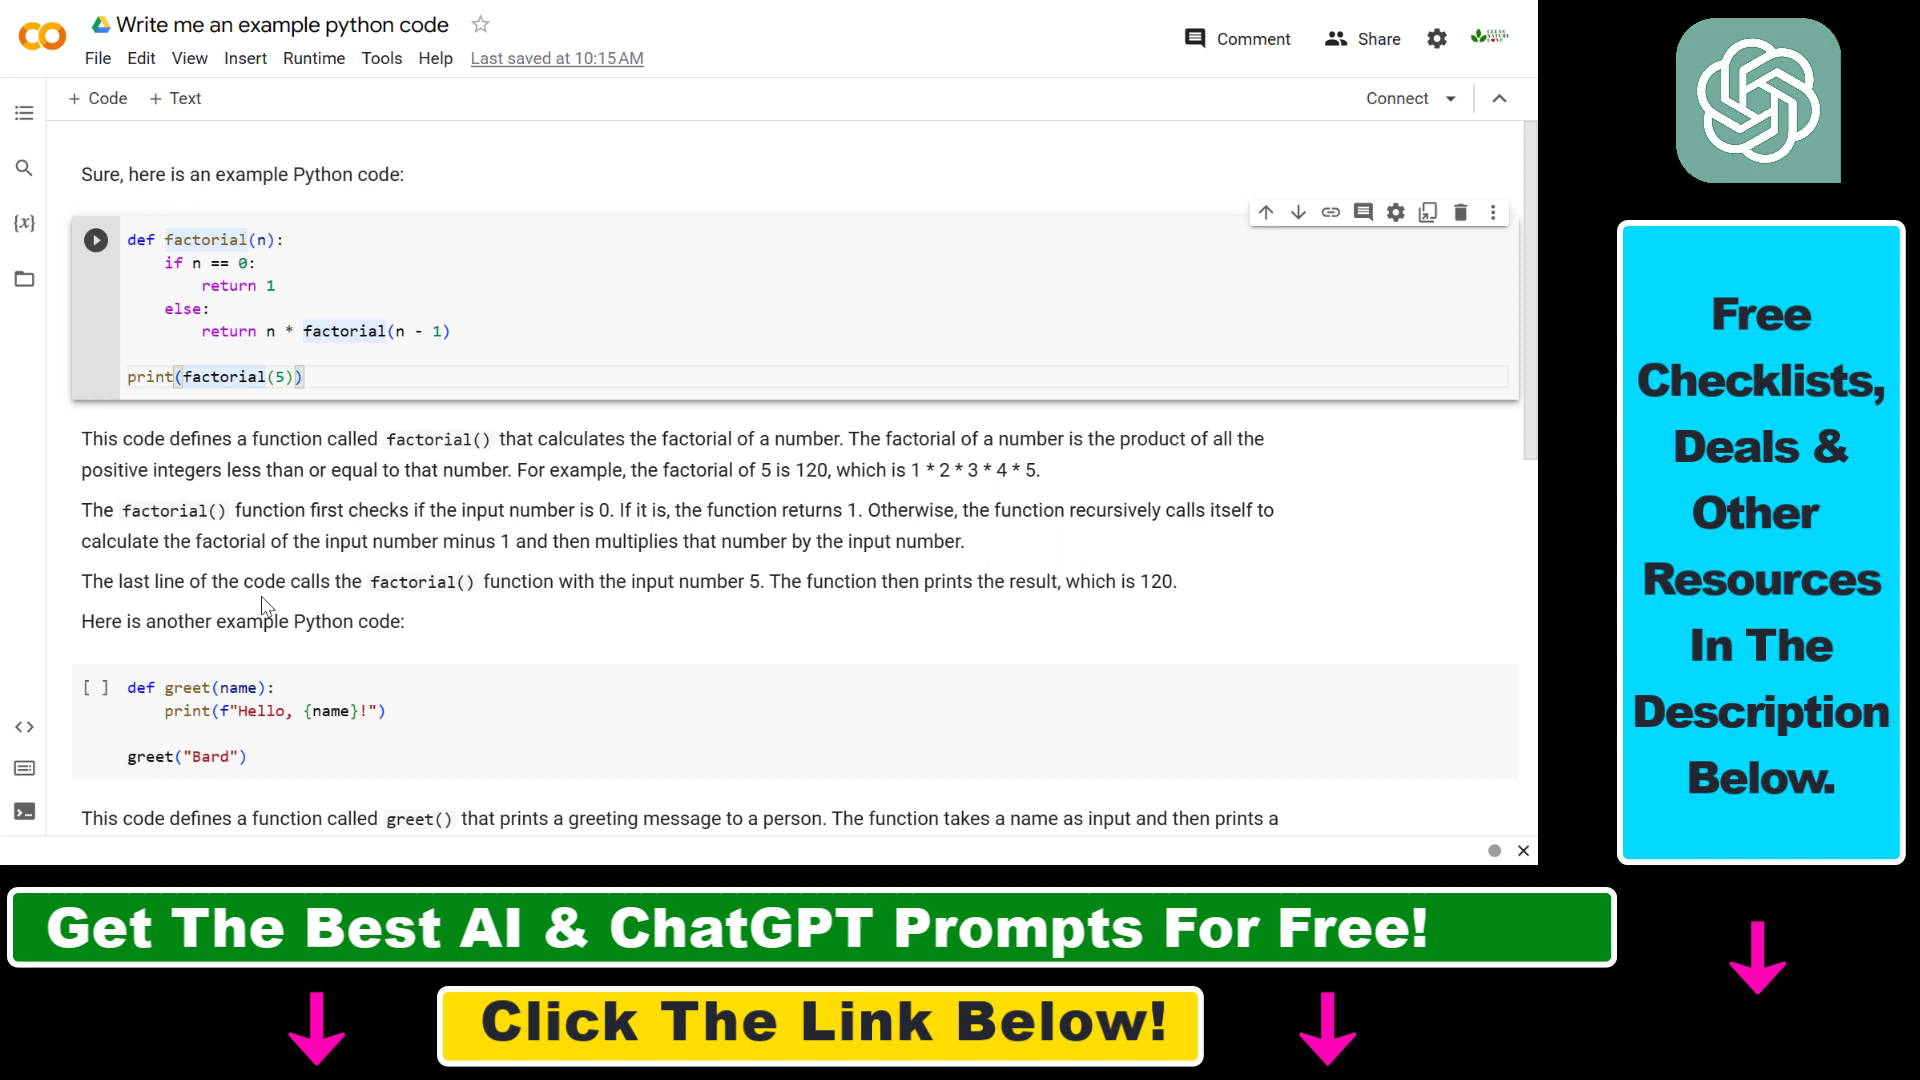 Write me an example python code
File Edit View Insert Runtime Tools Help Last saved at 10:15 AM
Comment Share
+ Code + Text
Connect
Sure, here is an example Python code:
def factorial(n):
    if n == 0:
        return 1
    else:
        return n * factorial(n - 1)
print(factorial(5))
This code defines a function called factorial() that calculates the factorial of a number. The factorial of a number is the product of all the
positive integers less than or equal to that number. For example, the factorial of 5 is 120, which is 1 * 2 * 3 * 4 * 5.
The factorial() function first checks if the input number is 0. If it is, the function returns 1. Otherwise, the function recursively calls itself to
calculate the factorial of the input number minus 1 and then multiplies that number by the input number.
The last line of the code calls the factorial() function with the input number 5. The function then prints the result, which is 120.
Here is another example Python code:
[ ] def greet(name):
    print(f"Hello, {name}!")
greet("Bard")
This code defines a function called greet() that prints a greeting message to a person. The function takes a name as input and then prints a
Free
Checklists,
Deals &
Other
Resources
In The
Description
Below.
Get The Best AI & ChatGPT Prompts For Free!
Click The Link Below!